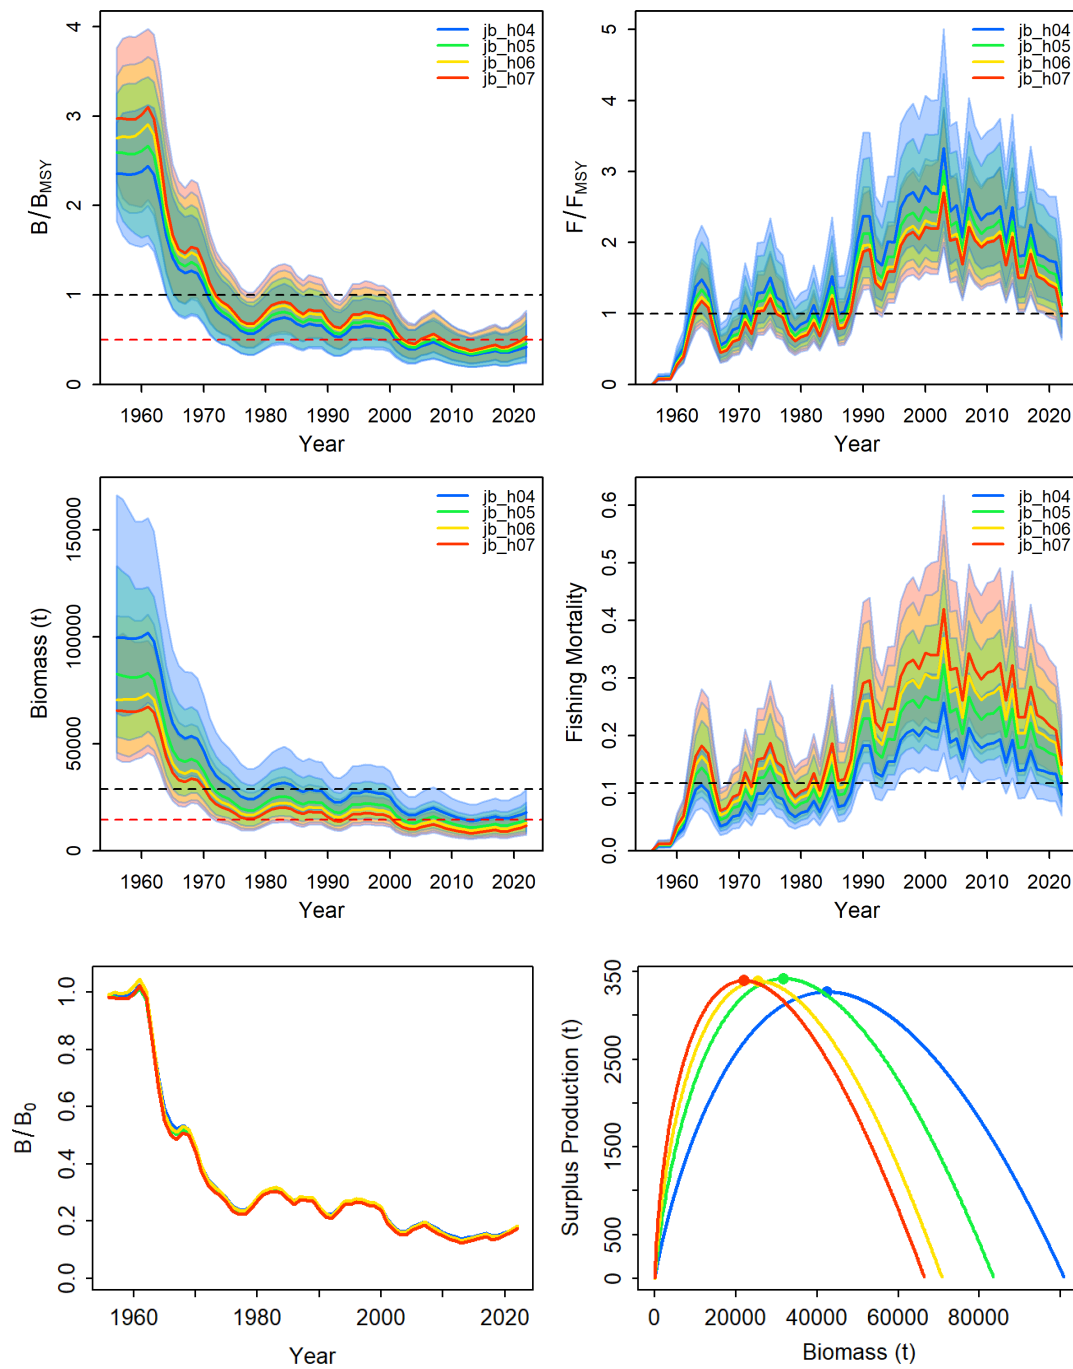 B/B_MSY
4
3
2
1
0
jb_h04
jb_h05
jb_h06
jb_h07
1960 1970 1980 1990 2000 2010 2020
Year
F/F_MSY
5
4
3
2
1
0
jb_h04
jb_h05
jb_h06
jb_h07
1960 1970 1980 1990 2000 2010 2020
Year
Biomass (t)
150000
100000
50000
0
jb_h04
jb_h05
jb_h06
jb_h07
1960 1970 1980 1990 2000 2010 2020
Year
Fishing Mortality
0.6
0.5
0.4
0.3
0.2
0.1
0.0
jb_h04
jb_h05
jb_h06
jb_h07
1960 1970 1980 1990 2000 2010 2020
Year
B/B_0
1.0
0.8
0.6
0.4
0.2
0.0
1960 1980 2000 2020
Year
Surplus Production (t)
3500
2500
1500
500
0
0 20000 40000 60000 80000
Biomass (t)